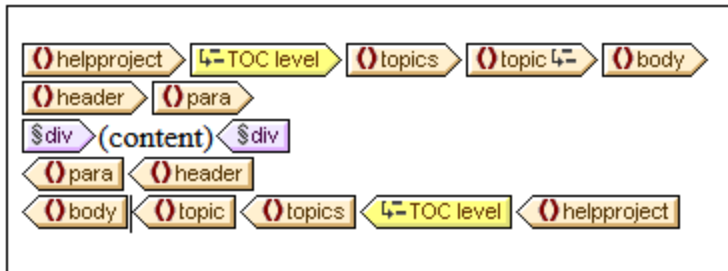 () helpproject TOC level () topics () topic () body
() header () para
§ div (content) § div
() para () header
() body () topic () topics TOC level () helpproject